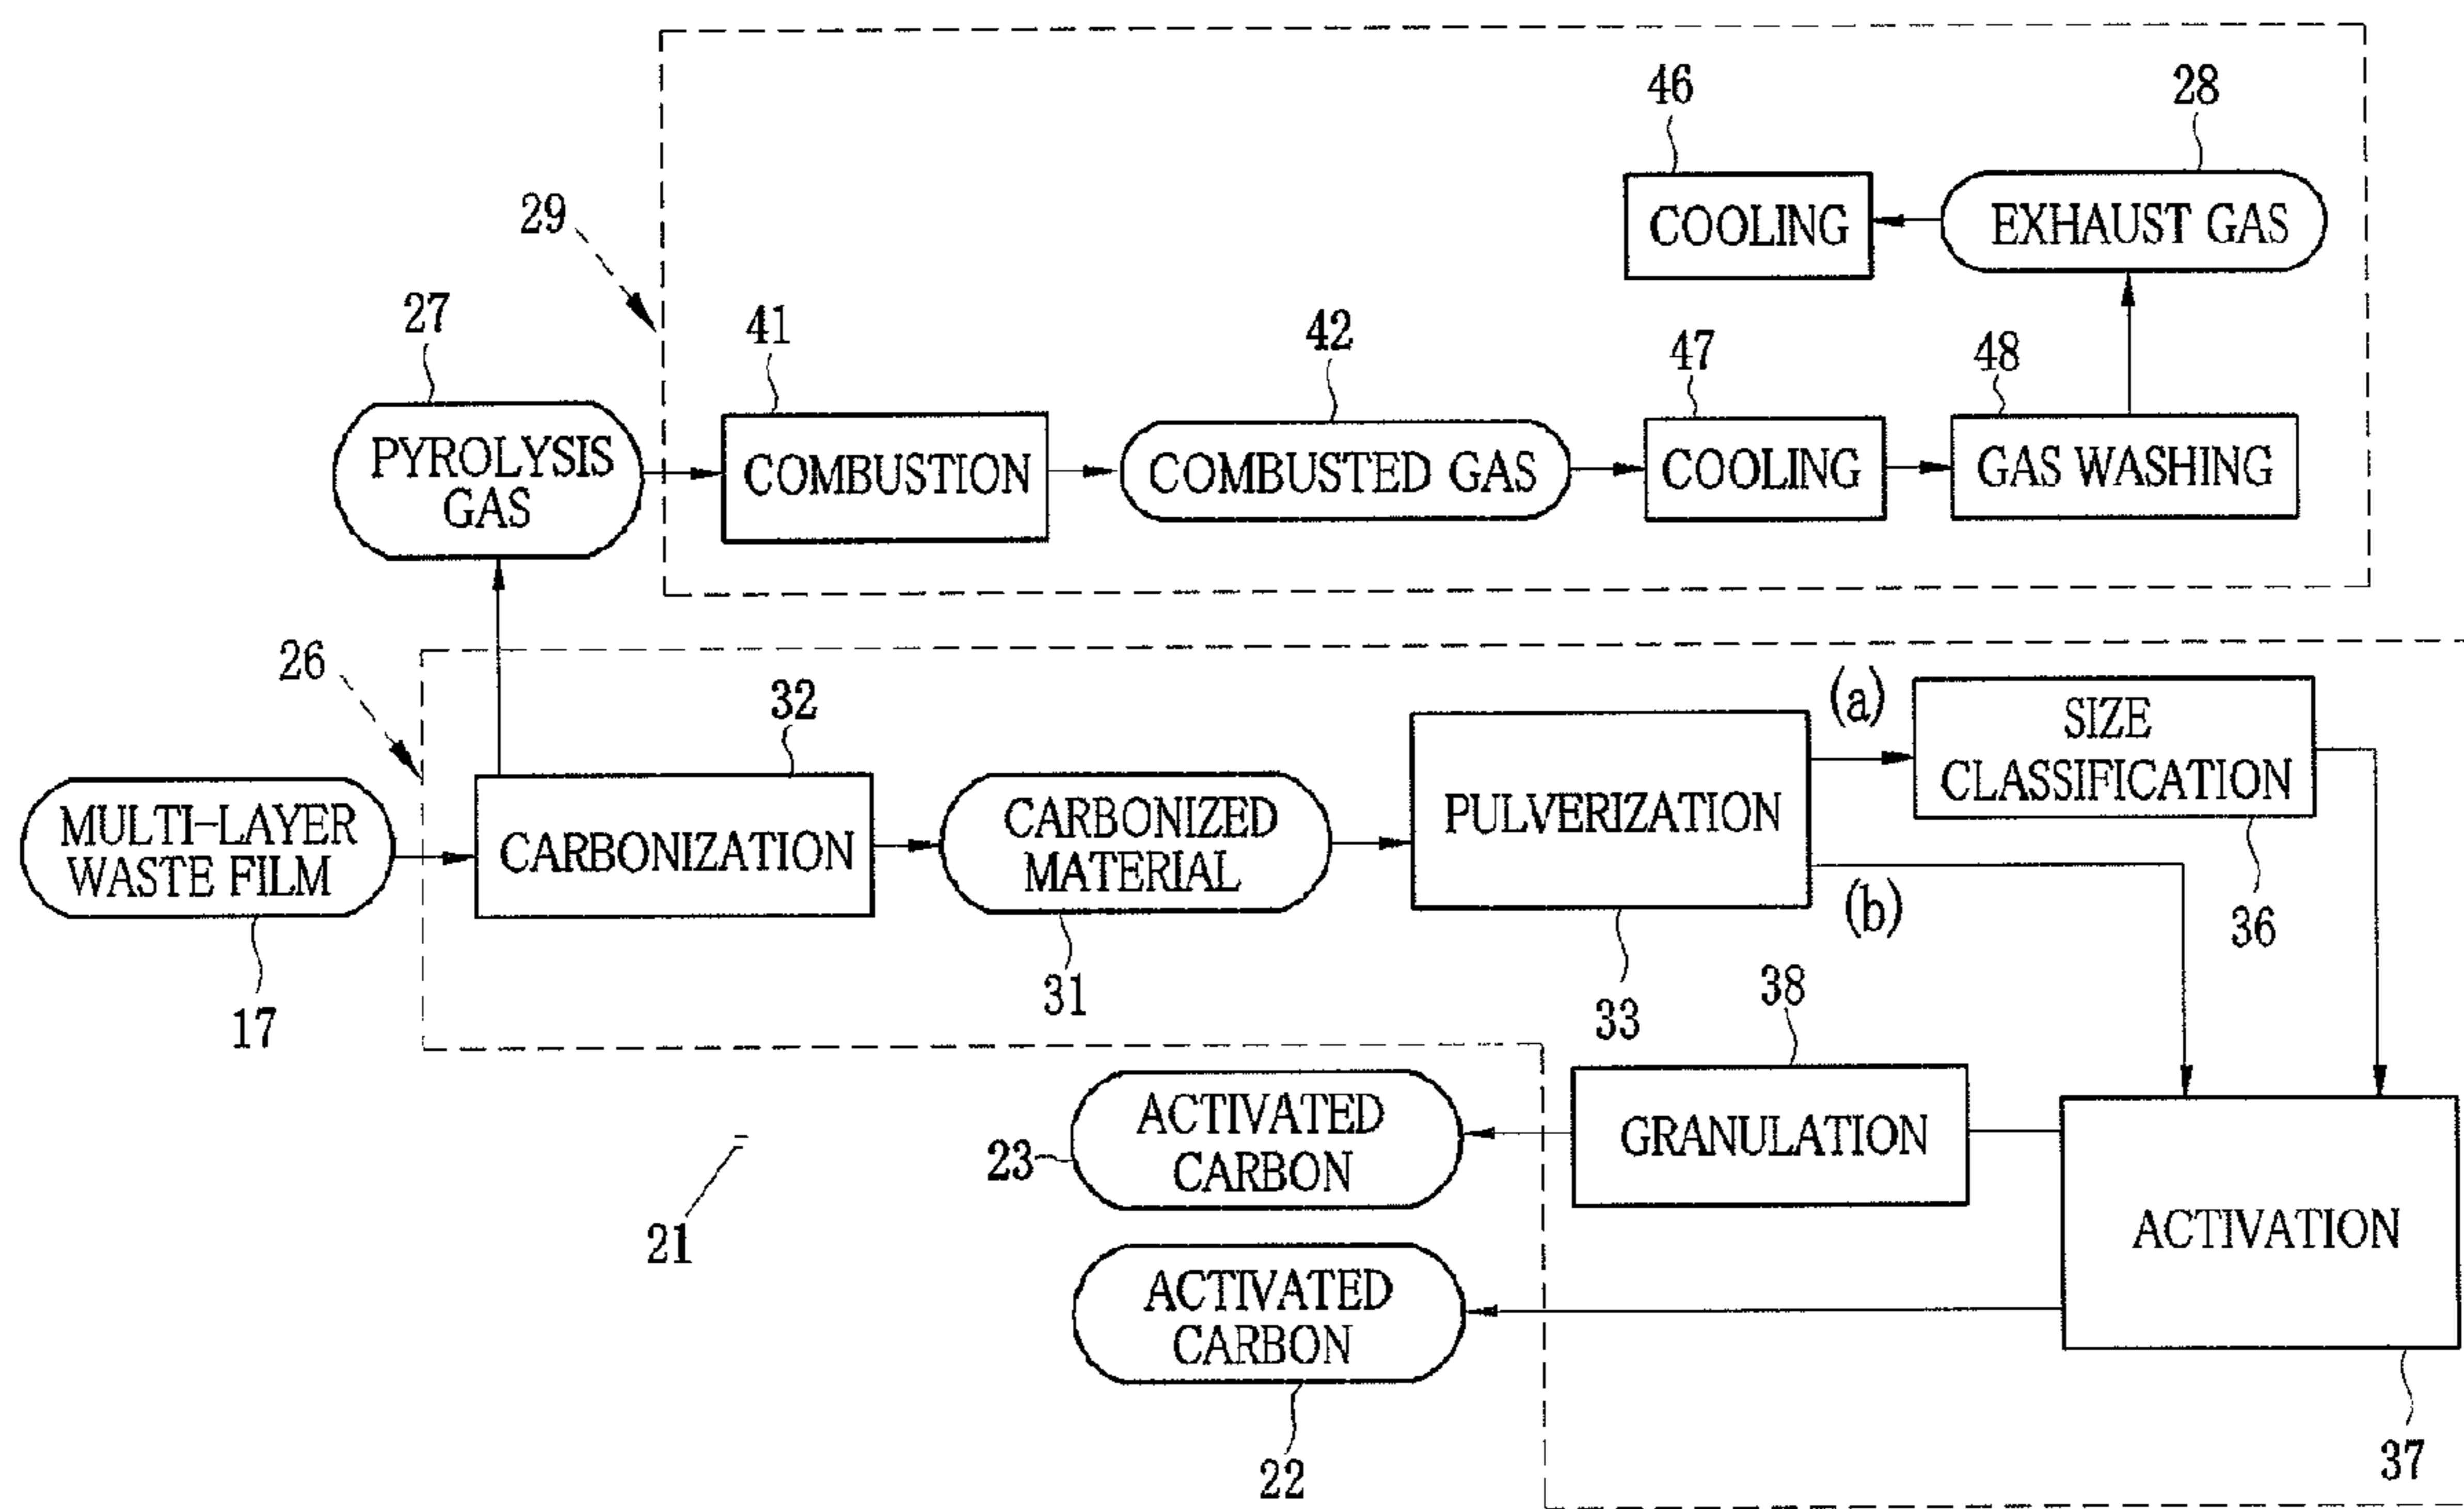 46
28
COOLING
EXHAUST GAS
29
27
41
42
47
48
PYROLYSIS
GAS
COMBUSTION
COMBUSTED GAS
COOLING
GAS WASHING
26
32
(a)
SIZE
CLASSIFICATION
MULTI-LAYER
WASTE FILM
CARBONIZATION
CARBONIZED
MATERIAL
PULVERIZATION
(b)
36
17
31
33
38
ACTIVATED
CARBON
23
GRANULATION
21
ACTIVATION
ACTIVATED
CARBON
22
37